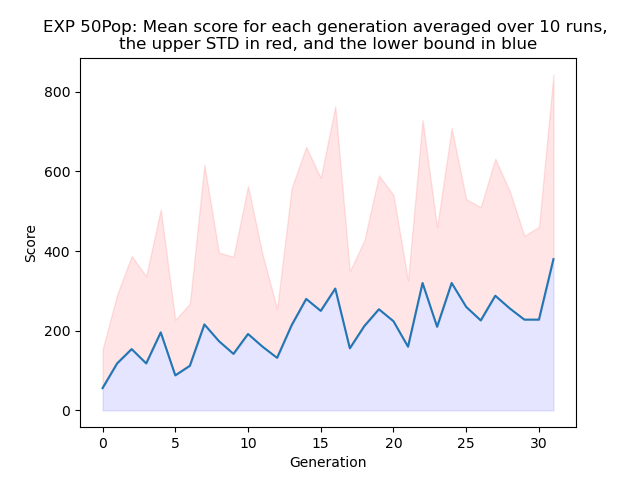 EXP 50Pop: Mean score for each generation averaged over 10 runs,
the upper STD in red, and the lower bound in blue
800
600
400
200
0
Score
0 5 10 15 20 25 30
Generation